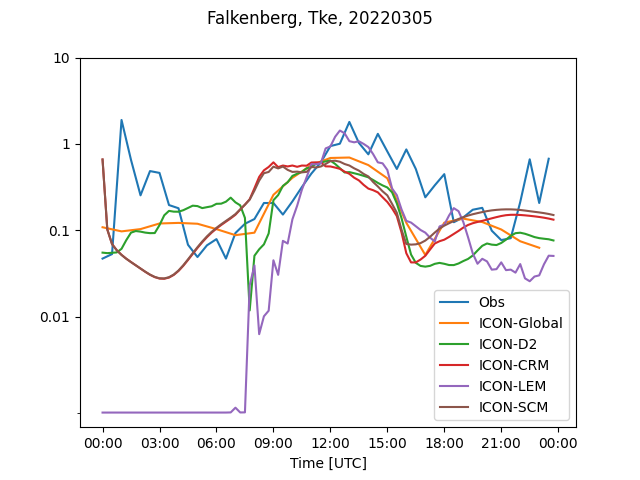 Falkenberg, Tke, 20220305
10
1
0.1
0.01
Obs
ICON-Global
ICON-D2
ICON-CRM
ICON-LEM
ICON-SCM
00:00 03:00 06:00 09:00 12:00 15:00 18:00 21:00 00:00
Time [UTC]